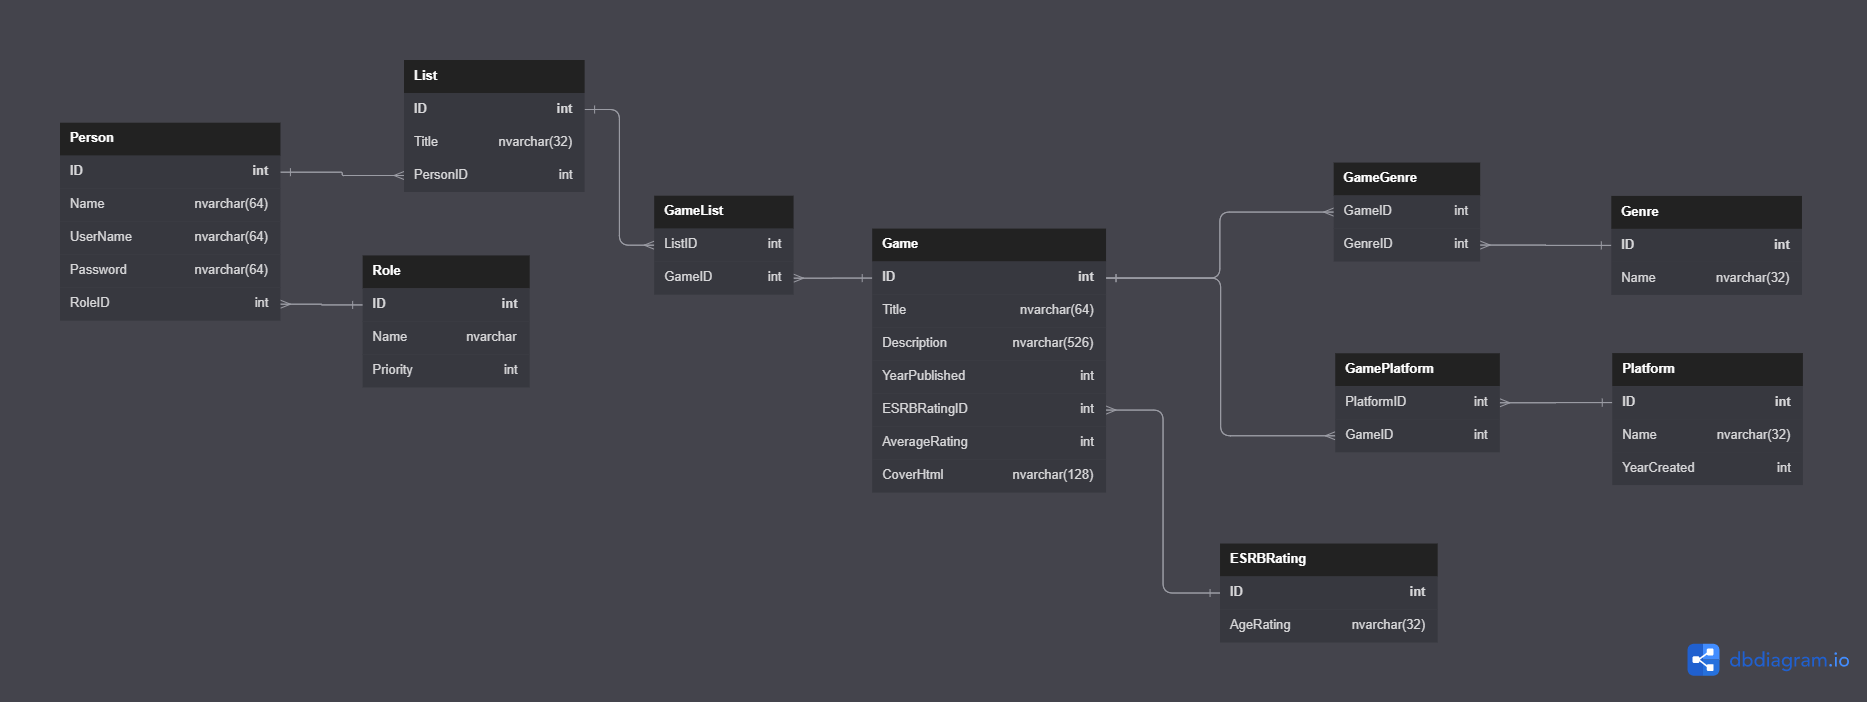 List
ID int
Title nvarchar(32)
PersonID int
Person
ID int
Name nvarchar(64)
UserName nvarchar(64)
Password nvarchar(64)
RoleID int
Role
ID int
Name nvarchar
Priority int
GameList
ListID int
GameID int
Game
ID int
Title nvarchar(64)
Description nvarchar(526)
YearPublished int
ESRBRatingID int
AverageRating int
CoverHtml nvarchar(128)
GameGenre
GameID int
GenreID int
Genre
ID int
Name nvarchar(32)
GamePlatform
PlatformID int
GameID int
Platform
ID int
Name nvarchar(32)
YearCreated int
ESRBRating
ID int
AgeRating nvarchar(32)
dbdiagram.io